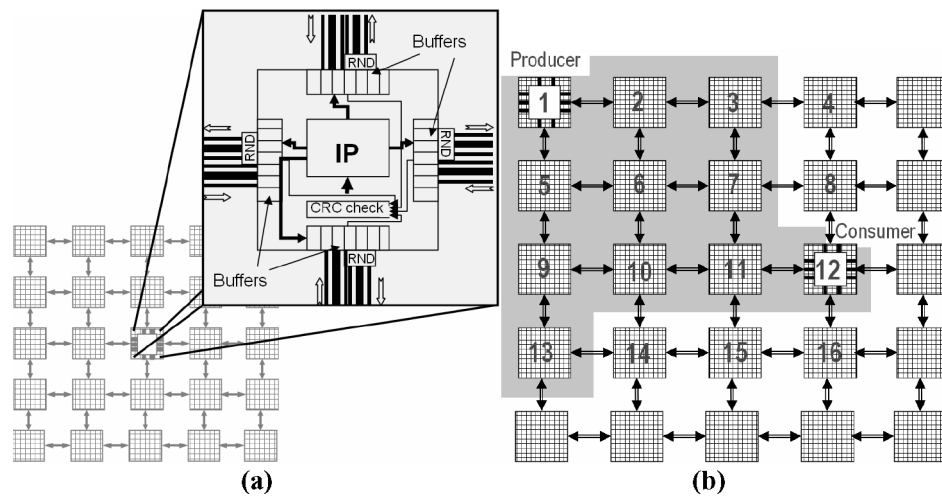 RND
Buffers
RND
IP
RND
CRC check
Buffers
RND
(a)
Producer
1
2
3
4
5
6
7
8
Consumer
9
10
11
12
13
14
15
16
(b)